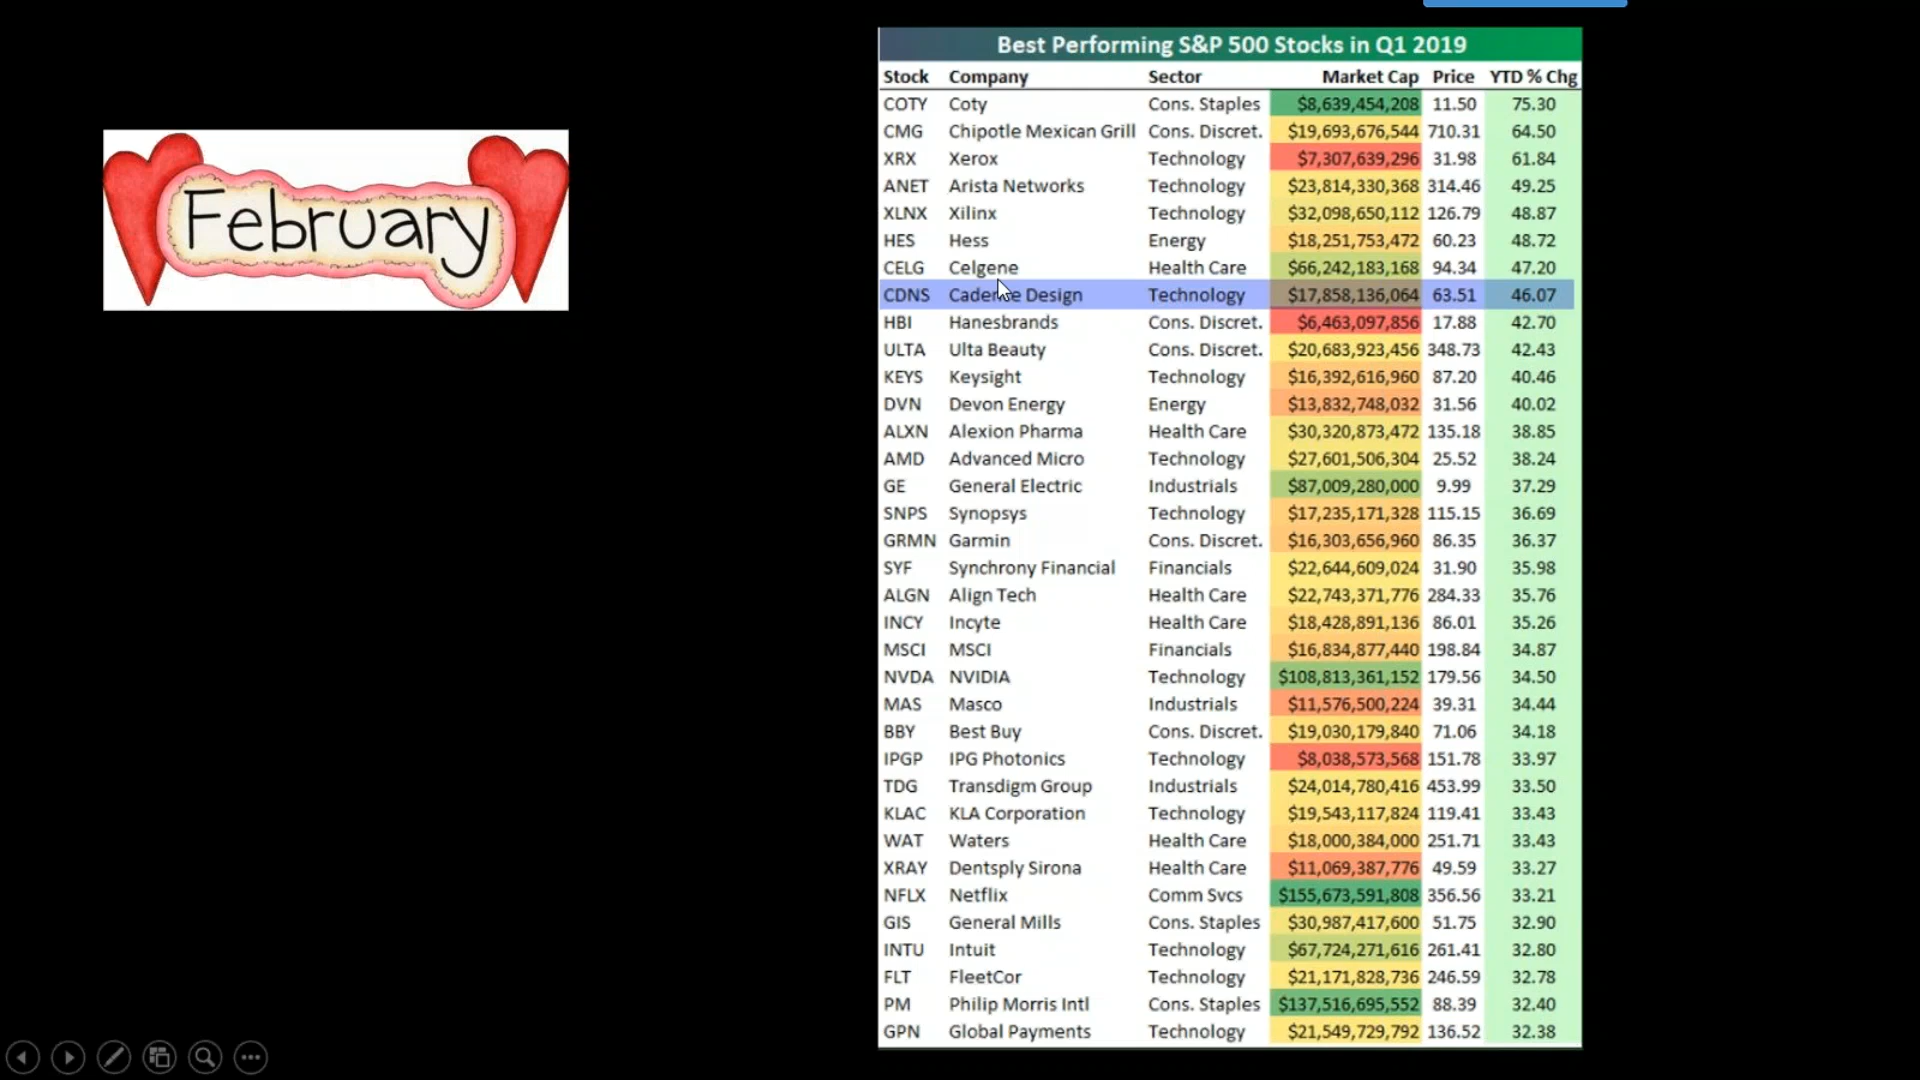 February
Best Performing S&P 500 Stocks in Q1 2019
Stock Company Sector Market Cap Price YTD % Chg
COTY Coty Cons. Staples $8,639,454,208 11.50 75.30
CMG Chipotle Mexican Grill Cons. Discret. $19,693,676,544 710.31 64.50
XRX Xerox Technology $7,307,639,296 31.98 61.84
ANET Arista Networks Technology $23,814,330,368 314.46 49.25
XLNX Xilinx Technology $32,098,650,112 126.79 48.87
HES Hess Energy $18,251,753,472 60.23 48.72
CELG Celgene Health Care $66,242,183,168 94.34 47.20
CDNS Cadence Design Technology $17,858,136,064 63.51 46.07
HBI Hanesbrands Cons. Discret. $6,463,097,856 17.88 42.70
ULTA Ulta Beauty Cons. Discret. $20,683,923,456 348.73 42.43
KEYS Keysight Technology $16,392,616,960 87.20 40.46
DVN Devon Energy Energy $13,832,748,032 31.56 40.02
ALXN Alexion Pharma Health Care $30,320,873,472 135.18 38.85
AMD Advanced Micro Technology $27,601,506,304 25.52 38.24
GE General Electric Industrials $87,009,280,000 9.99 37.29
SNPS Synopsys Technology $17,235,171,328 115.15 36.69
GRMN Garmin Cons. Discret. $16,303,656,960 86.35 36.37
SYF Synchrony Financial Financials $22,644,609,024 31.90 35.98
ALGN Align Tech Health Care $22,743,371,776 284.33 35.76
INCY Incyte Health Care $18,428,891,136 86.01 35.26
MSCI MSCI Financials $16,834,877,440 198.84 34.87
NVDA NVIDIA Technology $108,813,361,152 179.56 34.50
MAS Masco Industrials $11,576,500,224 39.31 34.44
BBY Best Buy Cons. Discret. $19,030,179,840 71.06 34.18
IPGP IPG Photonics Technology $8,038,573,568 151.78 33.97
TDG Transdigm Group Industrials $24,014,780,416 453.99 33.50
KLAC KLA Corporation Technology $19,543,117,824 119.41 33.43
WAT Waters Health Care $18,000,384,000 251.71 33.43
XRAY Dentsply Sirona Health Care $11,069,387,776 49.59 33.27
NFLX Netflix Comm Svcs $155,673,591,808 356.56 33.21
GIS General Mills Cons. Staples $30,987,417,600 51.75 32.90
INTU Intuit Technology $67,724,271,616 261.41 32.80
FLT FleetCor Technology $21,171,828,736 246.59 32.78
PM Philip Morris Intl Cons. Staples $137,516,695,552 88.39 32.40
GPN Global Payments Technology $21,549,729,792 136.52 32.38